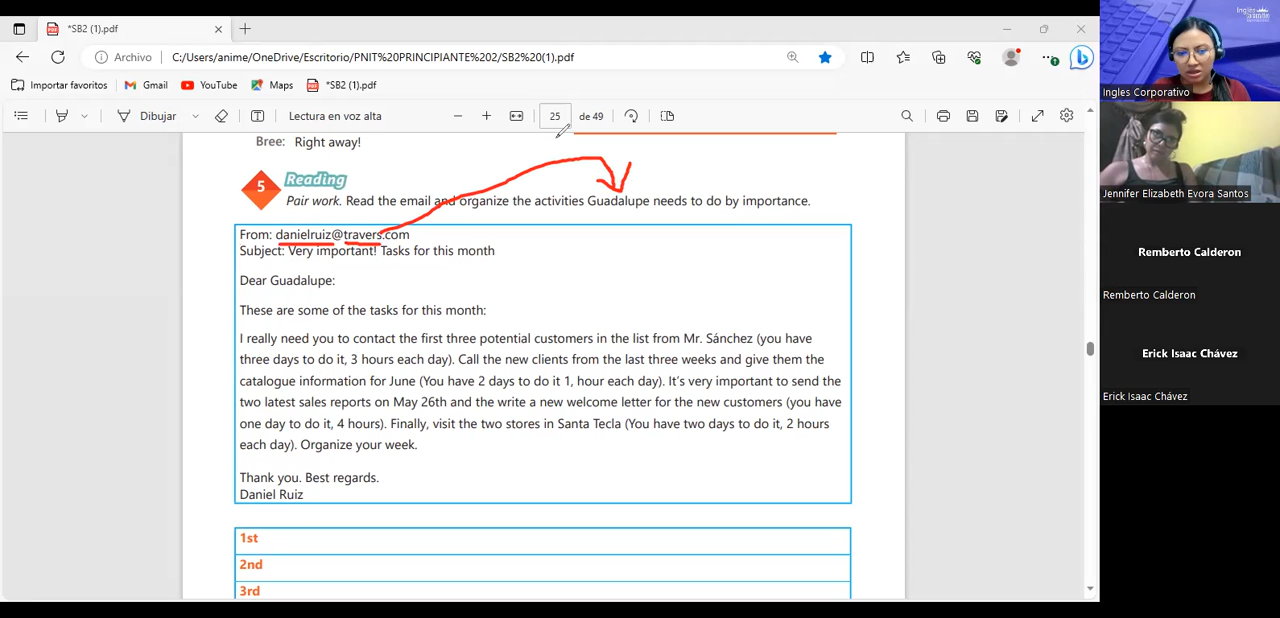 *SB2 (1).pdf
Archivo
C:/Users/anime/OneDrive/Escritorio/PNIT%20PRINCIPIANTE%202/SB2%20(1).pdf
Importar favoritos
Gmail
YouTube
Maps
*SB2 (1).pdf
Dibujar
Lectura en voz alta
25
de 49
Bree: Right away!
5
Reading
Pair work. Read the email and organize the activities Guadalupe needs to do by importance.
From: danielruiz@travers.com
Subject: Very important! Tasks for this month
Dear Guadalupe:
These are some of the tasks for this month:
I really need you to contact the first three potential customers in the list from Mr. Sánchez (you have
three days to do it, 3 hours each day). Call the new clients from the last three weeks and give them the
catalogue information for June (You have 2 days to do it 1, hour each day). It's very important to send the
two latest sales reports on May 26th and the write a new welcome letter for the new customers (you have
one day to do it, 4 hours). Finally, visit the two stores in Santa Tecla (You have two days to do it, 2 hours
each day). Organize your week.
Thank you. Best regards.
Daniel Ruiz
1st
2nd
3rd
Ingles Corporativo
Jennifer Elizabeth Evora Santos
Remberto Calderon
Remberto Calderon
Erick Isaac Chávez
Erick Isaac Chávez